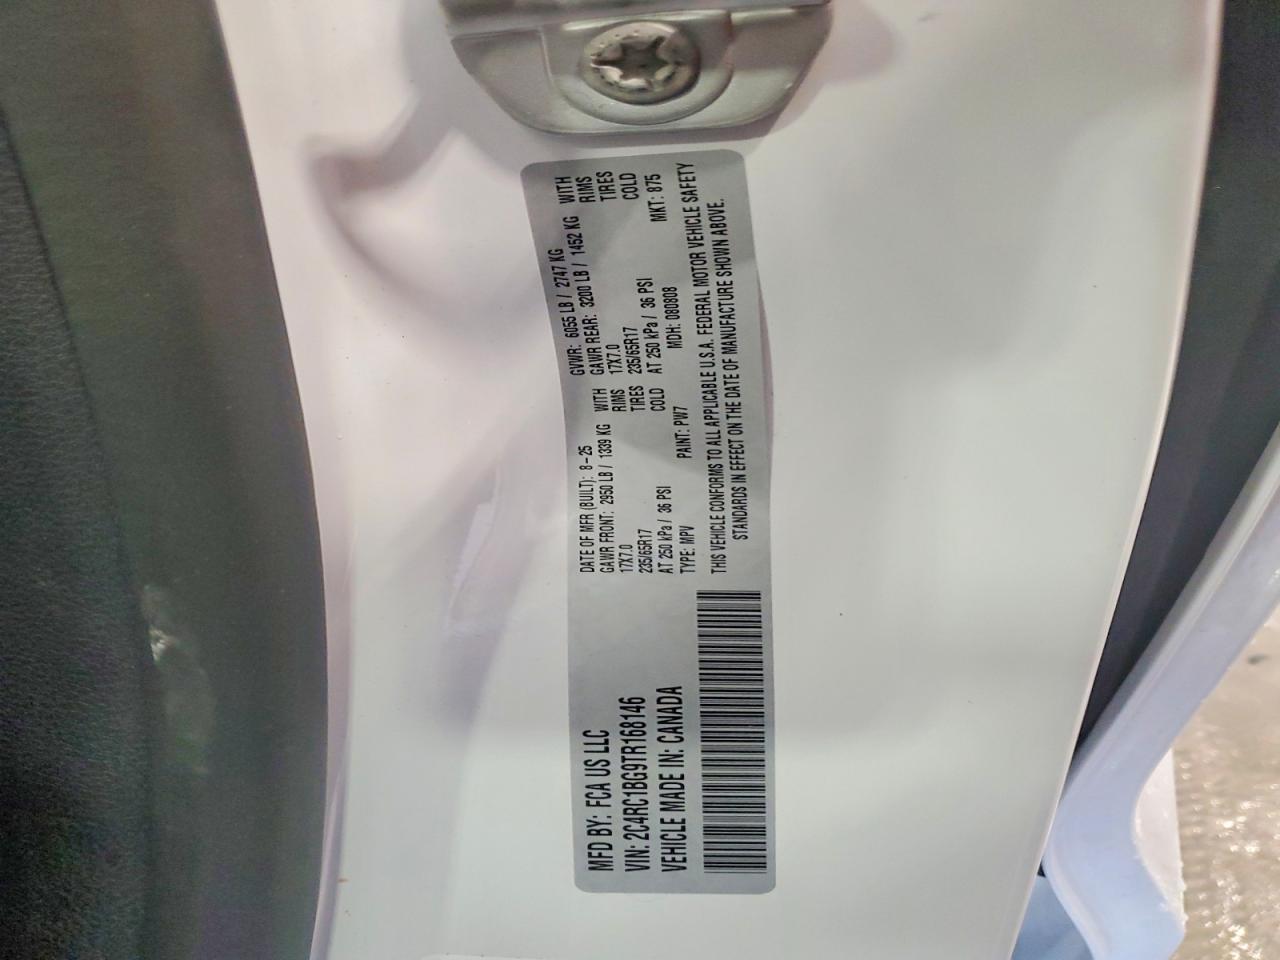 MFD BY: FCA US LLC
VIN: 2C4RC1BG9TR168146
VEHICLE MADE IN: CANADA
DATE OF MFR (BUILT): 8-25 GVWR: 6055 LB / 2747 KG
GAWR FRONT: 2950 LB / 1339 KG WITH GAWR REAR: 3200 LB / 1452 KG WITH
17X7.0 RIMS 17X7.0 RIMS
235/65R17 TIRES 235/65R17 TIRES
AT 250 kPa / 36 PSI COLD AT 250 kPa / 36 PSI COLD
TYPE: MPV PAINT: PW7 MDH: 080808 MKT: 875
THIS VEHICLE CONFORMS TO ALL APPLICABLE U.S.A. FEDERAL MOTOR VEHICLE SAFETY
STANDARDS IN EFFECT ON THE DATE OF MANUFACTURE SHOWN ABOVE.